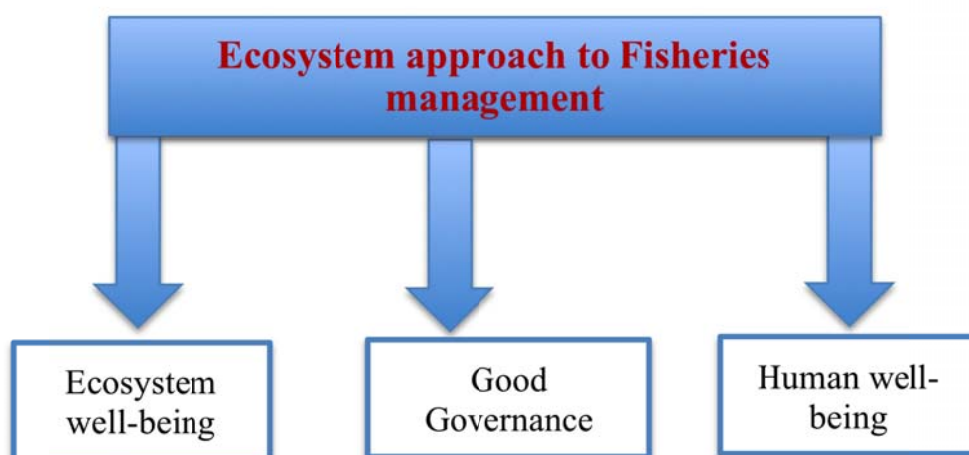 Ecosystem approach to Fisheries
management
Ecosystem
well-being
Good
Governance
Human well-
being